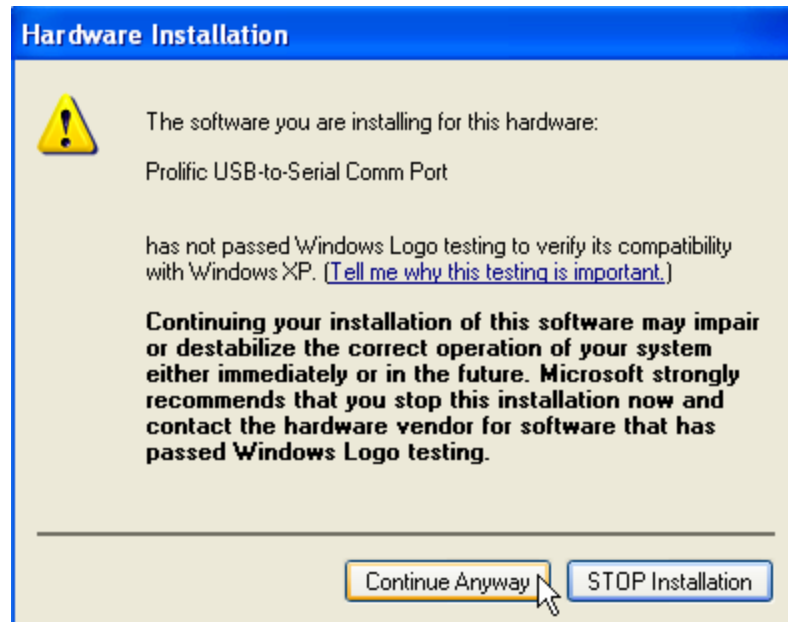 Hardware Installation
The software you are installing for this hardware:
Prolific USB-to-Serial Comm Port
has not passed Windows Logo testing to verify its compatibility
with Windows XP. (Tell me why this testing is important.)
Continuing your installation of this software may impair
or destabilize the correct operation of your system
either immediately or in the future. Microsoft strongly
recommends that you stop this installation now and
contact the hardware vendor for software that has
passed Windows Logo testing.
Continue Anyway
STOP Installation